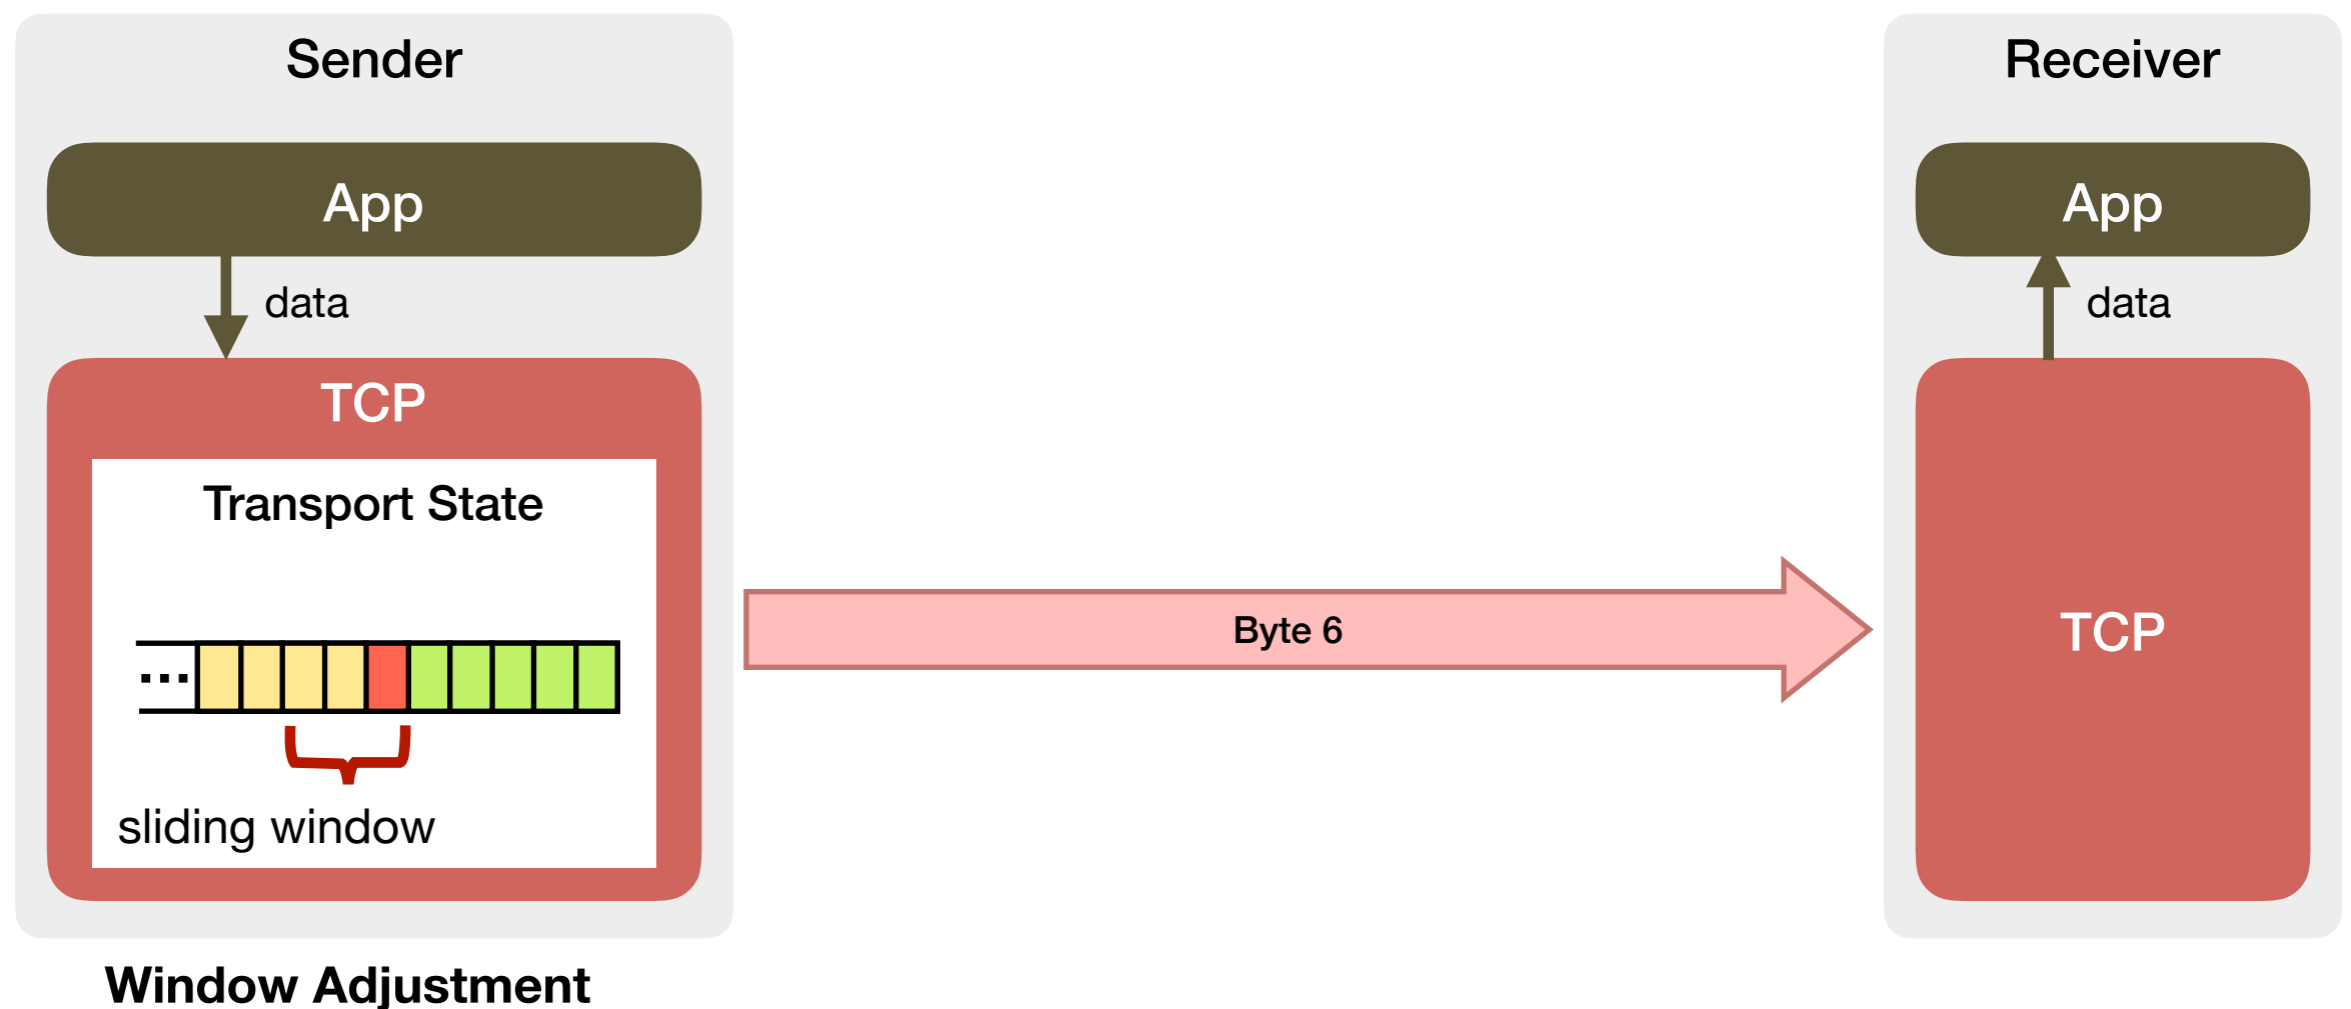 Sender
App
data
TCP
Transport State
...
sliding window
Window Adjustment
Byte 6
Receiver
App
data
TCP